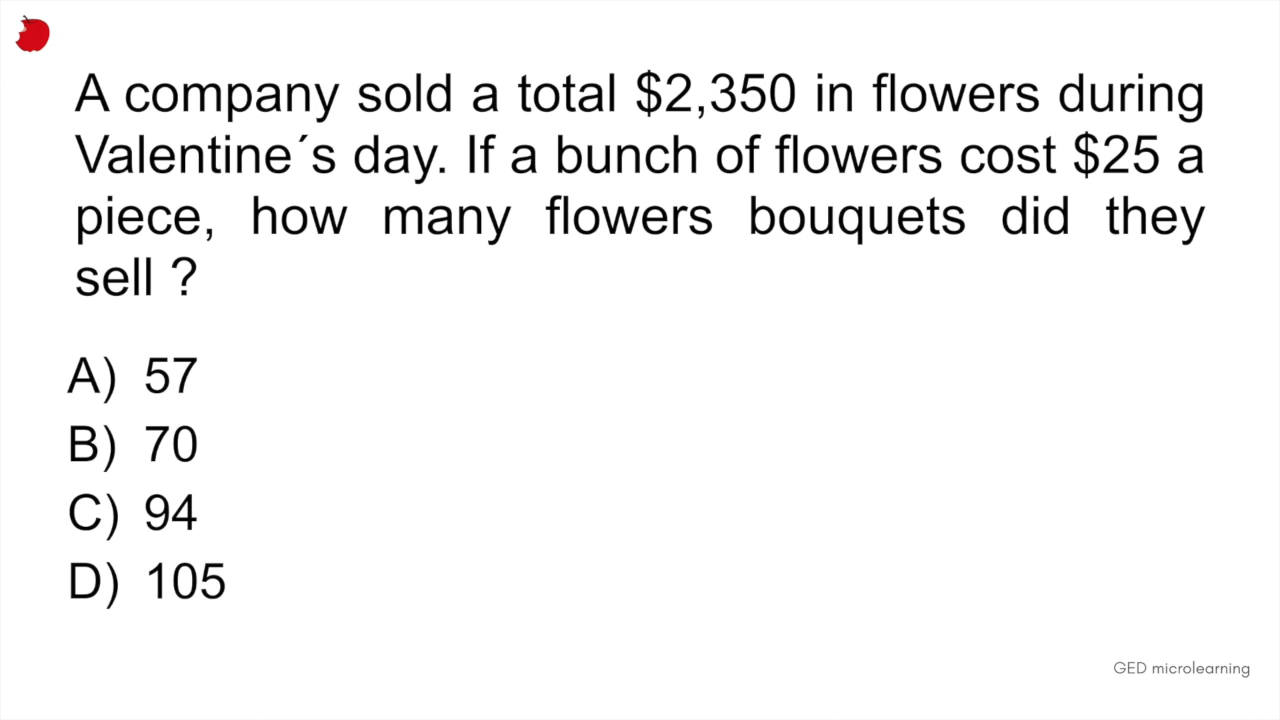 A company sold a total $2,350 in flowers during
Valentine´s day. If a bunch of flowers cost $25 a
piece, how many flowers bouquets did they
sell ?
A) 57
B) 70
C) 94
D) 105
GED microlearning